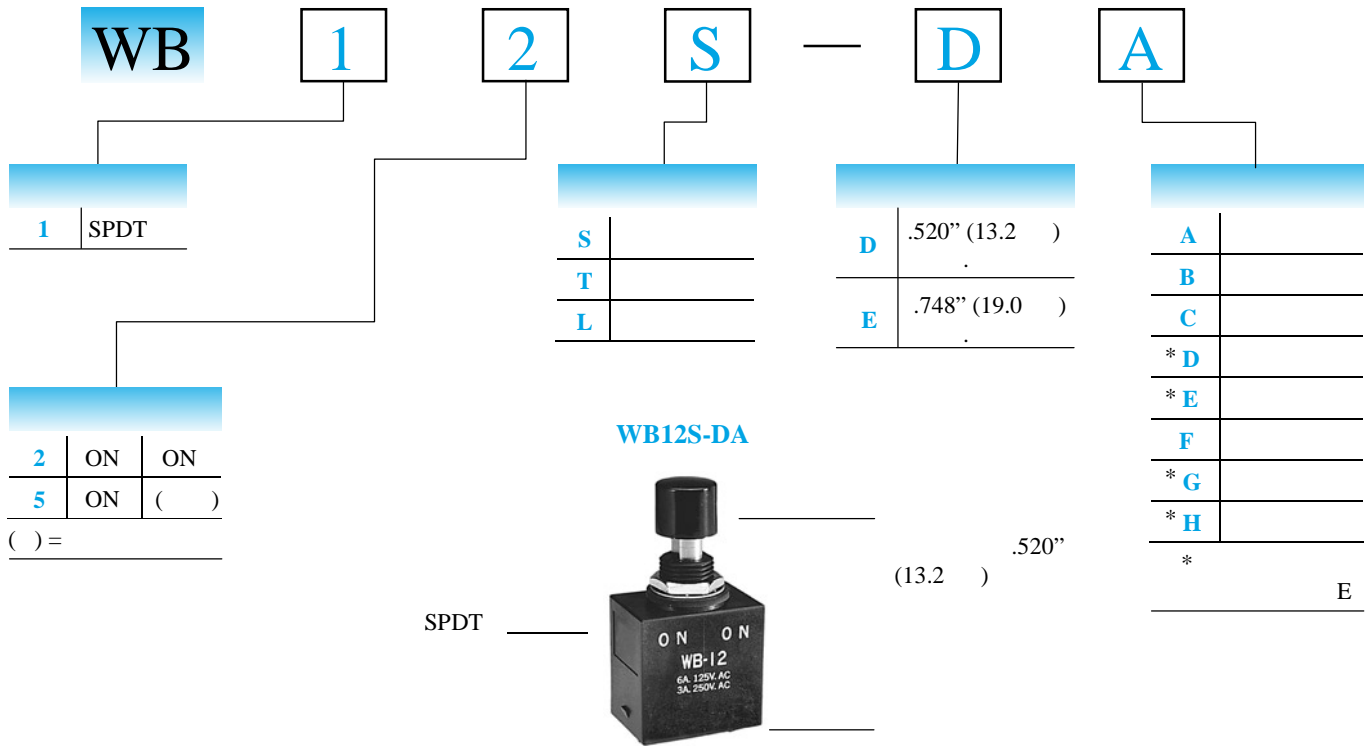 WB 1 2 S — D A
1 SPDT
2 ON ON
5 ON ( )
( ) =
S
T
L
D .520” (13.2 )
.
E .748” (19.0 )
.
A
B
C
* D
* E
F
* G
* H
*
E
WB12S-DA
.520”
(13.2 )
SPDT
ON ON
WB-12
6A. 125V. AC
3A. 250V. AC